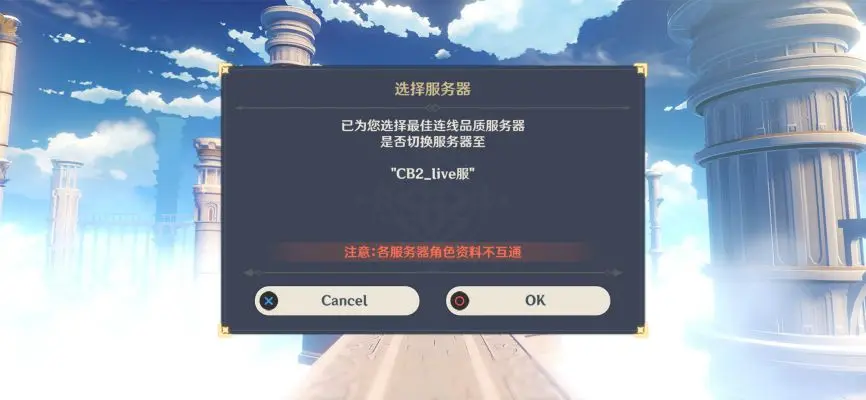 选择服务器
已为您选择最佳连线品质服务器
是否切换服务器至
"CB2_live服"
注意:各服务器角色资料不互通
Cancel
OK